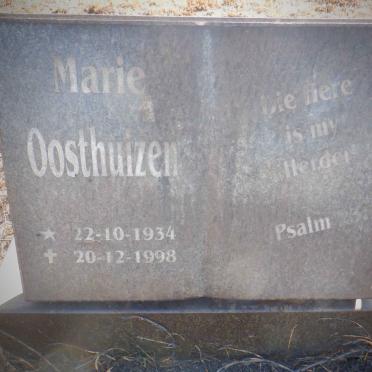 Marie
Oosthuizen
★ 22-10-1934
✝ 20-12-1998
Die Here
is my
Herder
Psalm